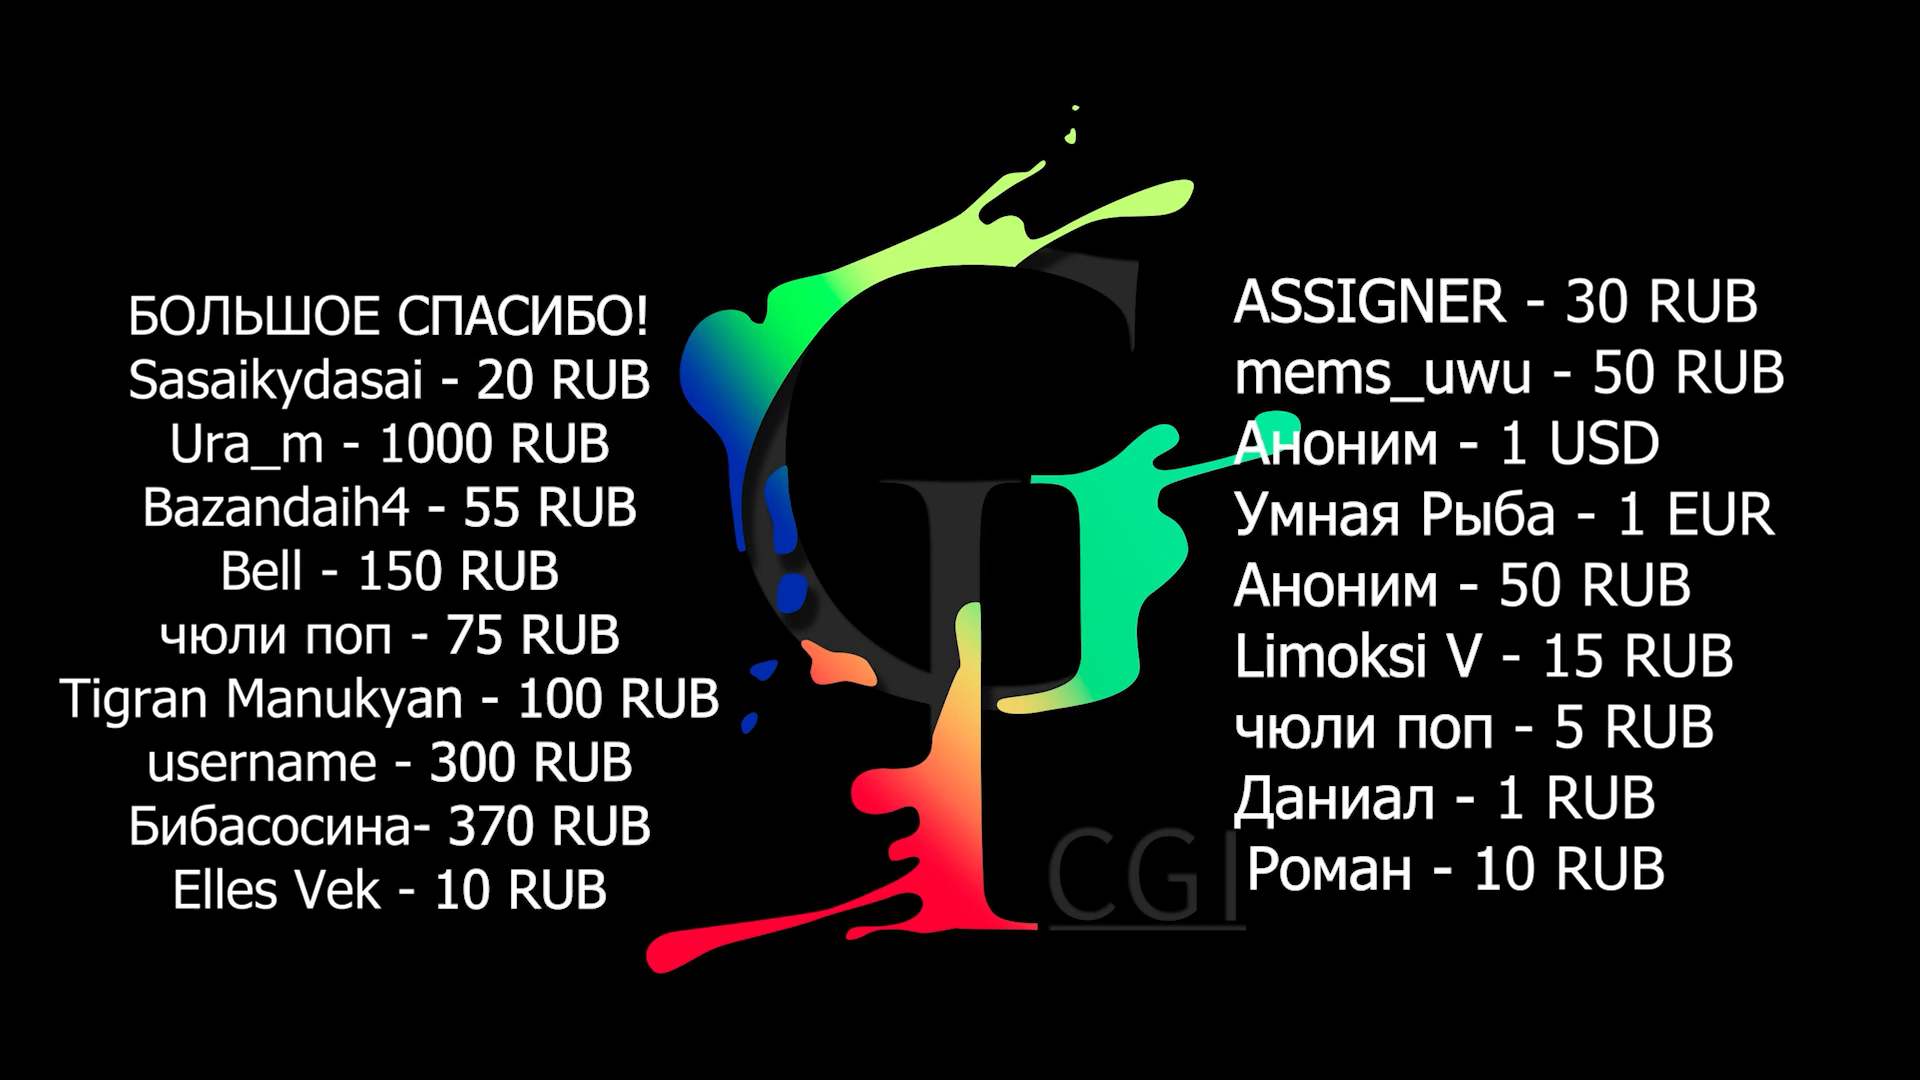 БОЛЬШОЕ СПАСИБО!
Sasaikydasai - 20 RUB
Ura_m - 1000 RUB
Bazandaih4 - 55 RUB
Bell - 150 RUB
чюли поп - 75 RUB
Tigran Manukyan - 100 RUB
username - 300 RUB
Бибасосина- 370 RUB
Elles Vek - 10 RUB
CGI
ASSIGNER - 30 RUB
mems_uwu - 50 RUB
Аноним - 1 USD
Умная Рыба - 1 EUR
Аноним - 50 RUB
Limoksi V - 15 RUB
чюли поп - 5 RUB
Даниал - 1 RUB
Роман - 10 RUB